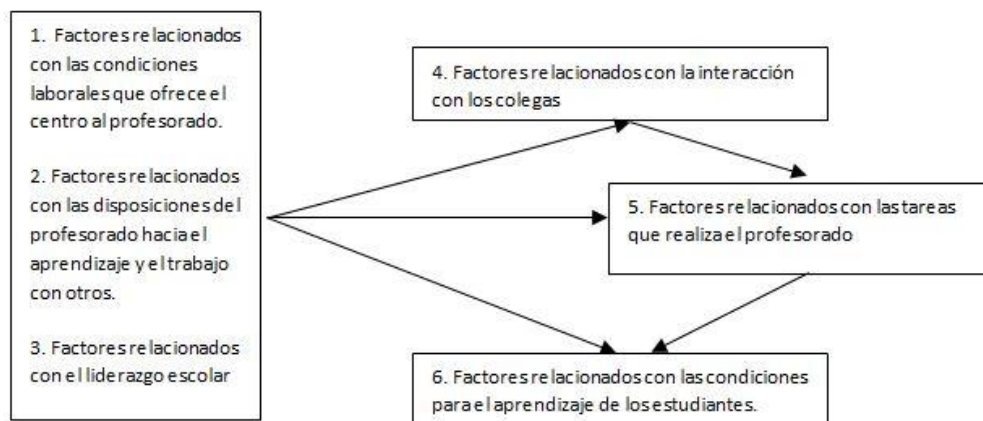 1. Factores relacionados
con las condiciones
laborales que ofrece el
centro al profesorado.
2. Factores relacionados
con las disposiciones del
profesorado hacia el
aprendizaje y el trabajo
con otros.
3. Factores relacionados
con el liderazgo escolar
4. Factores relacionados con la interacción
con los colegas
5. Factores relacionados con las tareas
que realiza el profesorado
6. Factores relacionados con las condiciones
para el aprendizaje de los estudiantes.